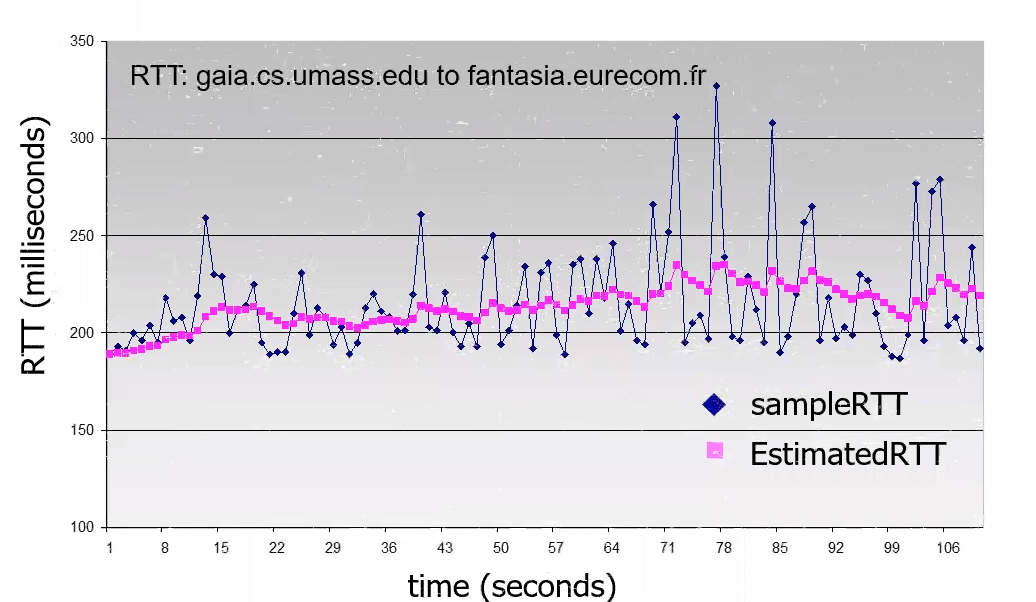 RTT: gaia.cs.umass.edu to fantasia.eurecom.fr
350
300
250
200
150
100
RTT (milliseconds)
sampleRTT
EstimatedRTT
1 8 15 22 29 36 43 50 57 64 71 78 85 92 99 106
time (seconds)